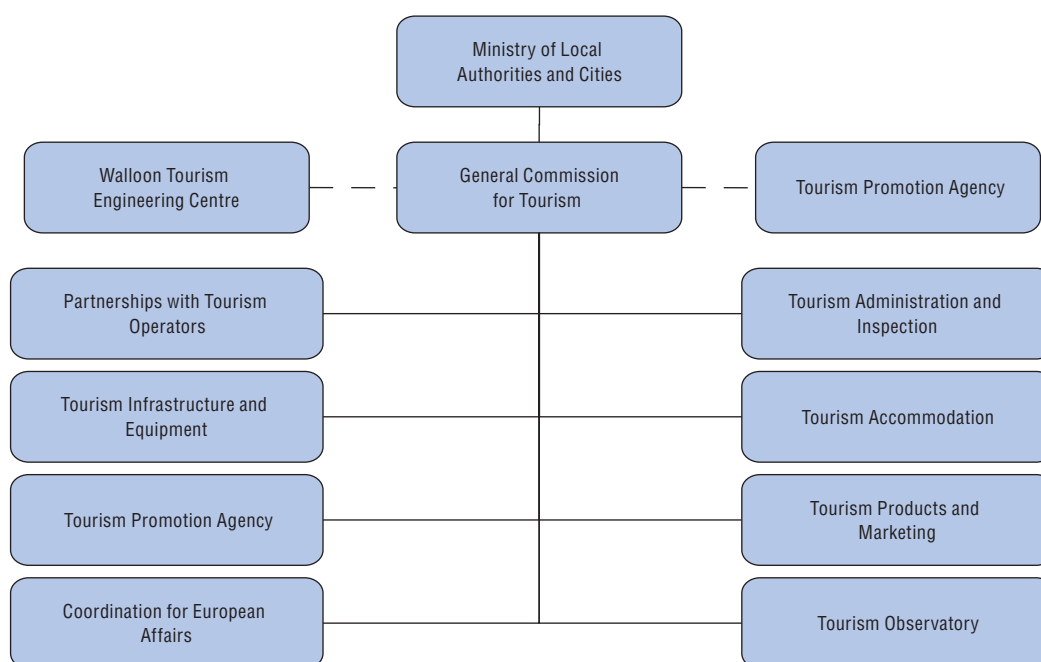 Ministry of Local
Authorities and Cities
Walloon Tourism
Engineering Centre
General Commission
for Tourism
Tourism Promotion Agency
Partnerships with Tourism
Operators
Tourism Administration and
Inspection
Tourism Infrastructure and
Equipment
Tourism Accommodation
Tourism Promotion Agency
Tourism Products and
Marketing
Coordination for European
Affairs
Tourism Observatory